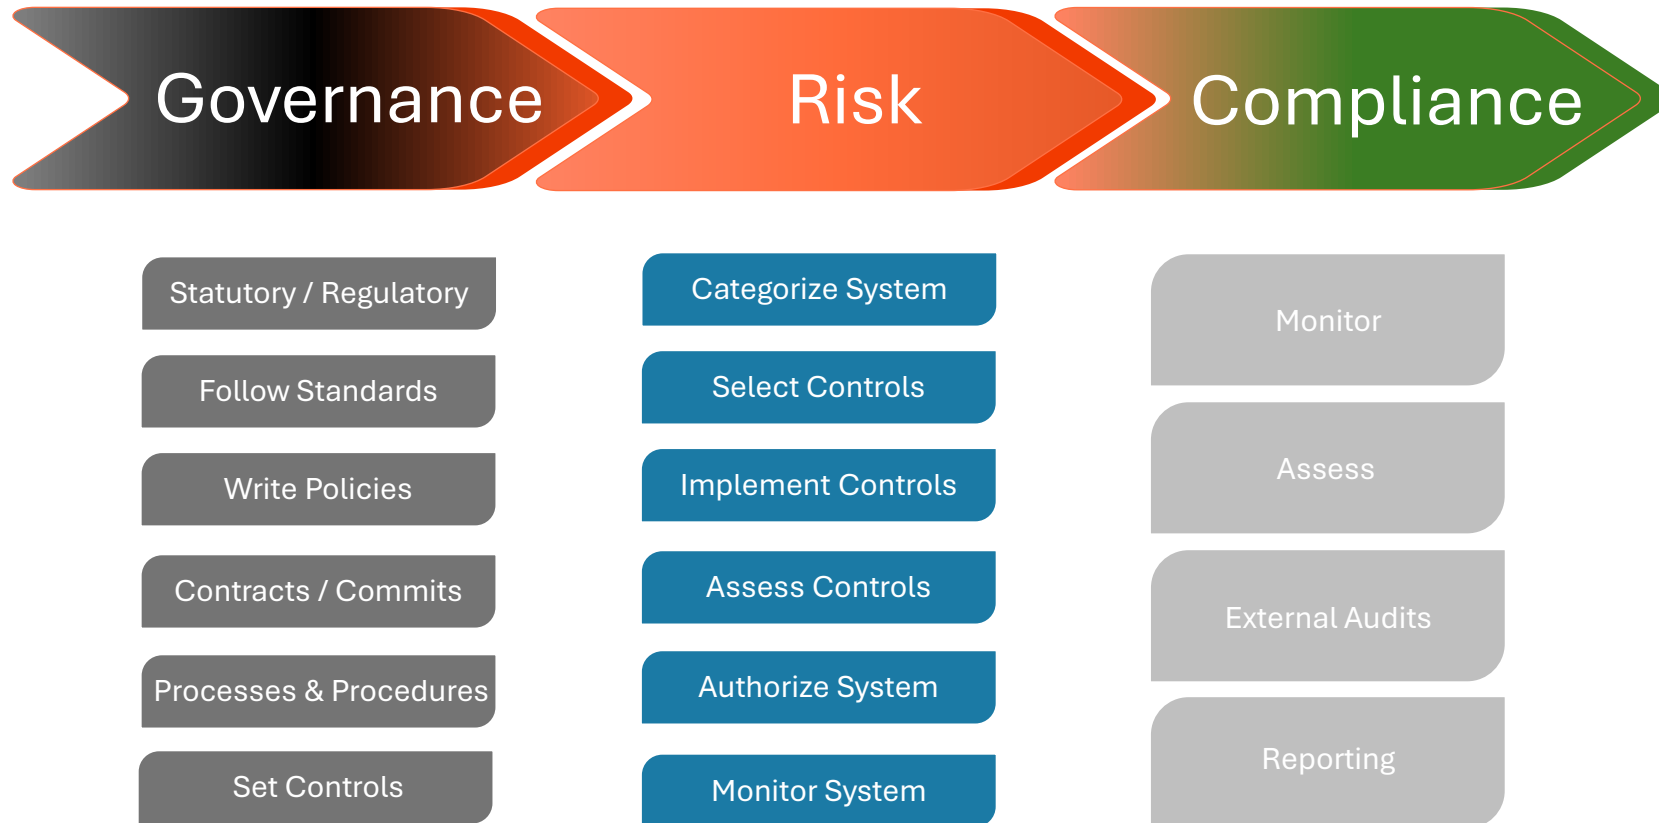 Governance
Risk
Compliance
Statutory / Regulatory
Follow Standards
Write Policies
Contracts / Commits
Processes & Procedures
Set Controls
Categorize System
Select Controls
Implement Controls
Assess Controls
Authorize System
Monitor System
Monitor
Assess
External Audits
Reporting